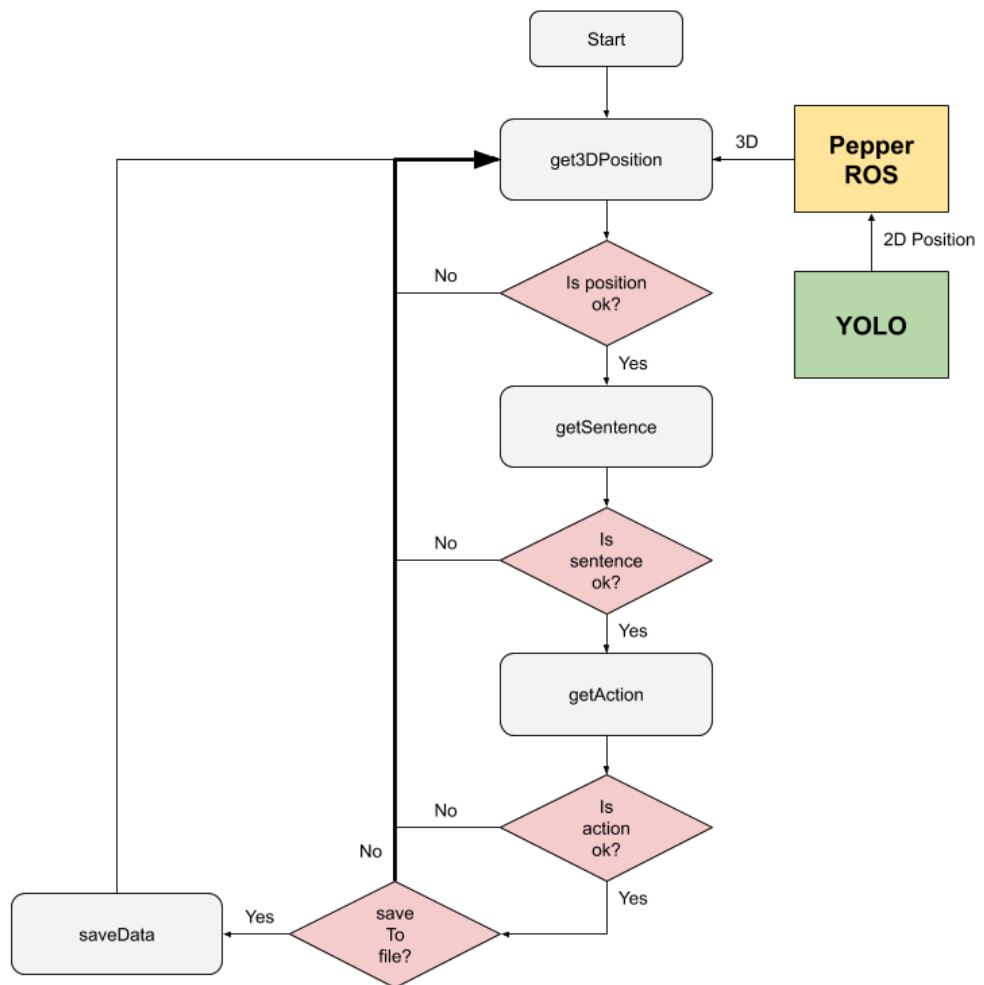 Start
get3DPosition
3D
Pepper
ROS
2D Position
YOLO
No
Is position
ok?
Yes
getSentence
No
Is
sentence
ok?
Yes
getAction
No
Is
action
ok?
No
Yes
saveData
Yes
save
To
file?